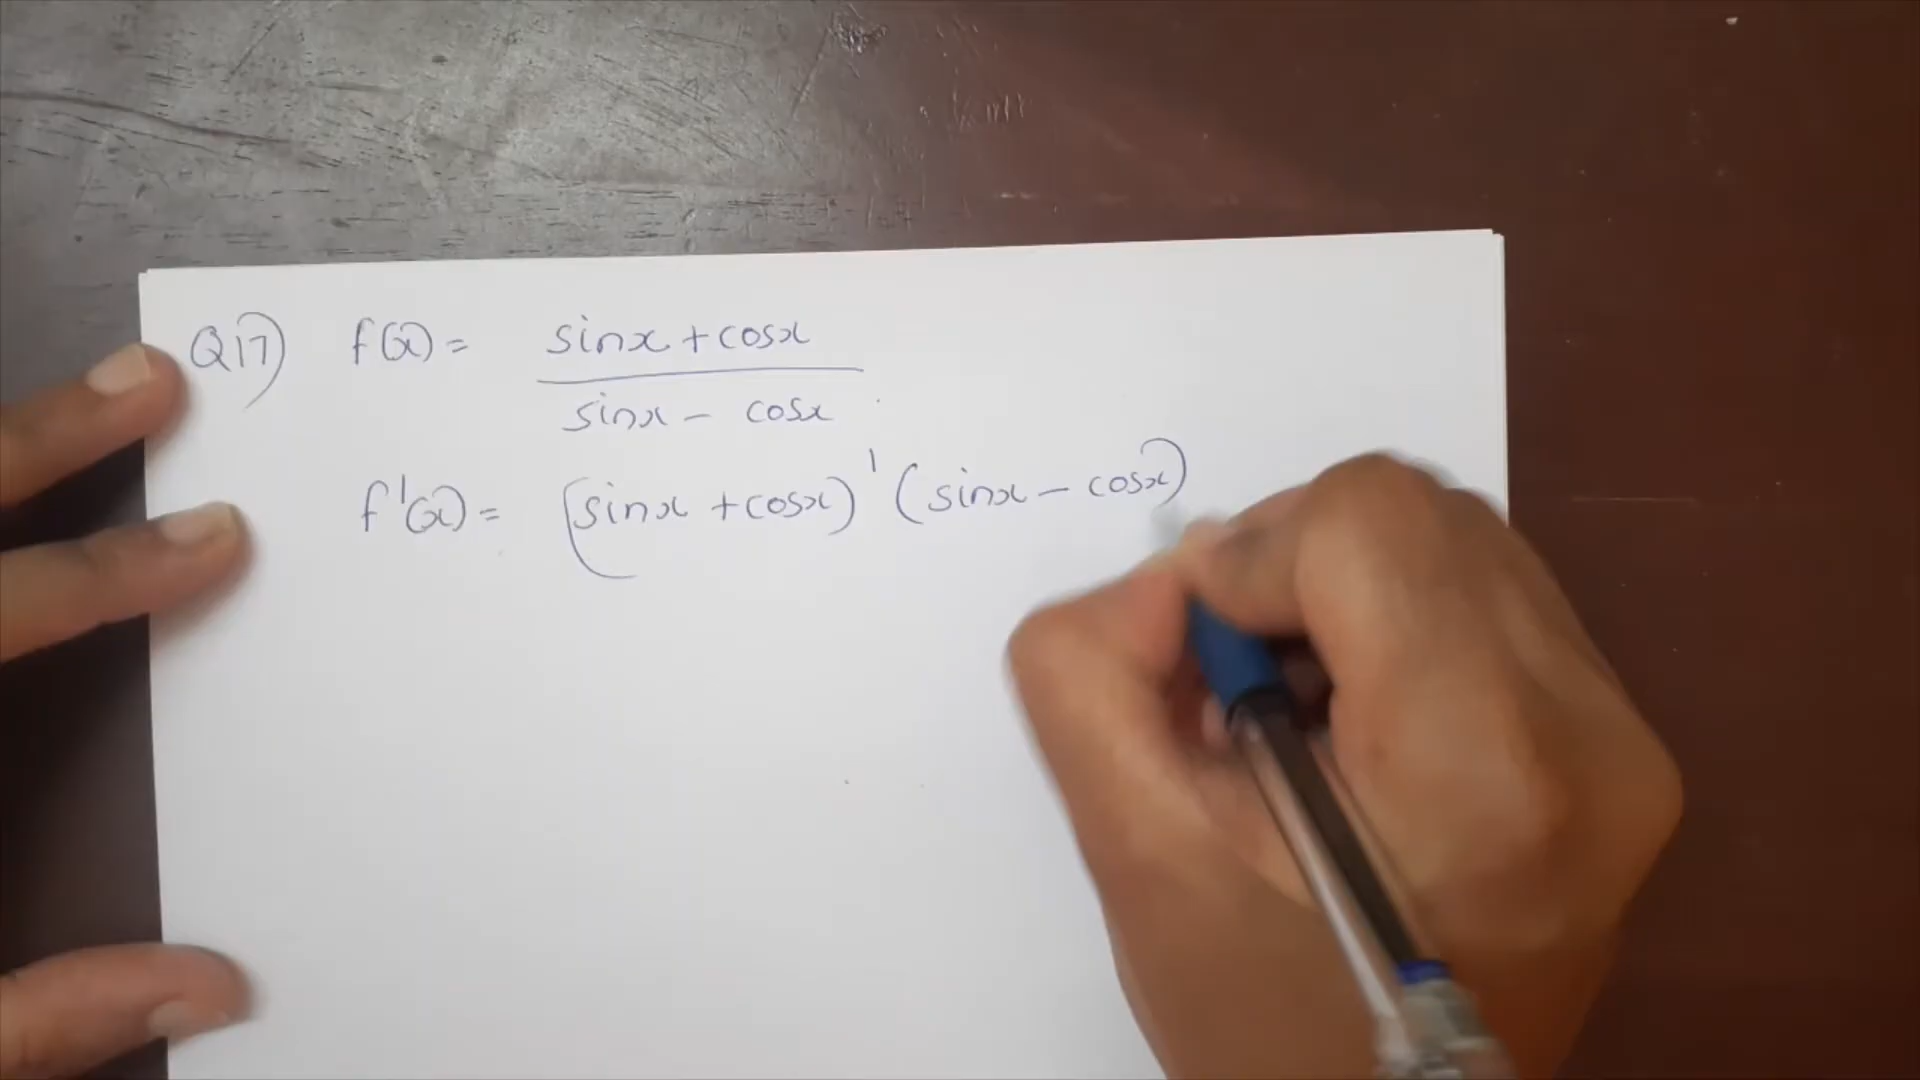 Q17) f(x) = sinx + cosx
sinx - cosx
f'(x) = (sinx + cosx)' (sinx - cosx)